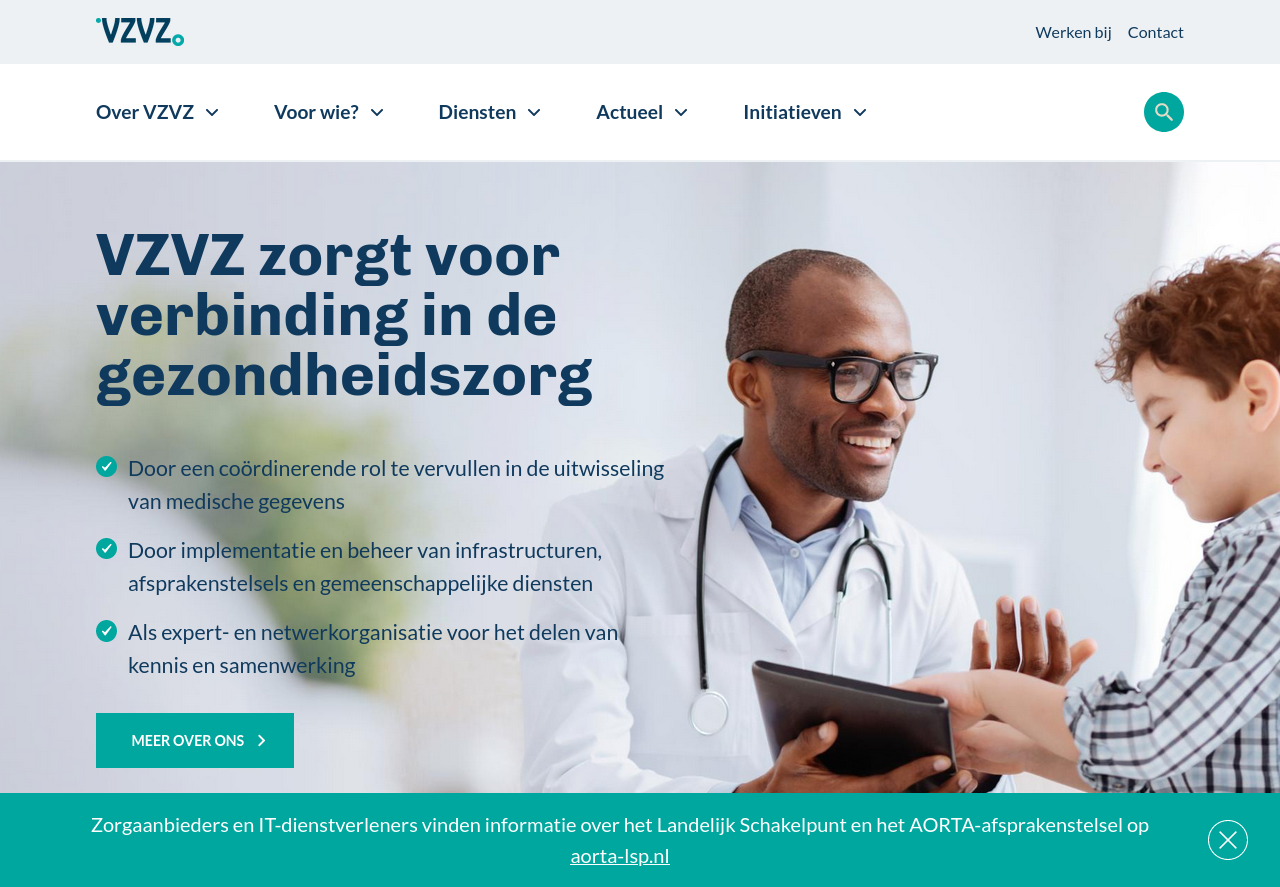 VZVZ
Werken bij Contact
Over VZVZ Voor wie? Diensten Actueel Initiatieven
VZVZ zorgt voor
verbinding in de
gezondheidszorg
Door een coördinerende rol te vervullen in de uitwisseling
van medische gegevens
Door implementatie en beheer van infrastructuren,
afsprakenstelsels en gemeenschappelijke diensten
Als expert- en netwerkorganisatie voor het delen van
kennis en samenwerking
MEER OVER ONS
Zorgaanbieders en IT-dienstverleners vinden informatie over het Landelijk Schakelpunt en het AORTA-afsprakenstelsel op
aorta-lsp.nl